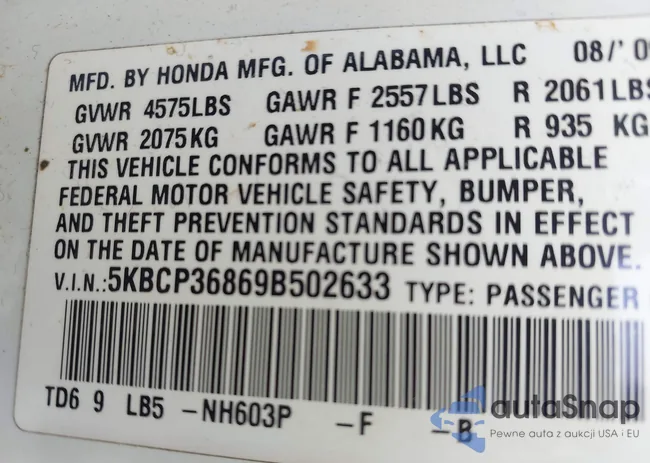 MFD. BY HONDA MFG. OF ALABAMA, LLC 08/'0
GVWR 4575LBS GAWR F 2557LBS R 2061LBS
GVWR 2075KG GAWR F 1160KG R 935 KG
THIS VEHICLE CONFORMS TO ALL APPLICABLE
FEDERAL MOTOR VEHICLE SAFETY, BUMPER,
AND THEFT PREVENTION STANDARDS IN EFFECT
ON THE DATE OF MANUFACTURE SHOWN ABOVE.
V.I.N.:5KBCP36869B502633 TYPE: PASSENGER
TD6 9 LB5 -NH603P -F -B
autoSnap
Pewne auta z aukcji USA i EU